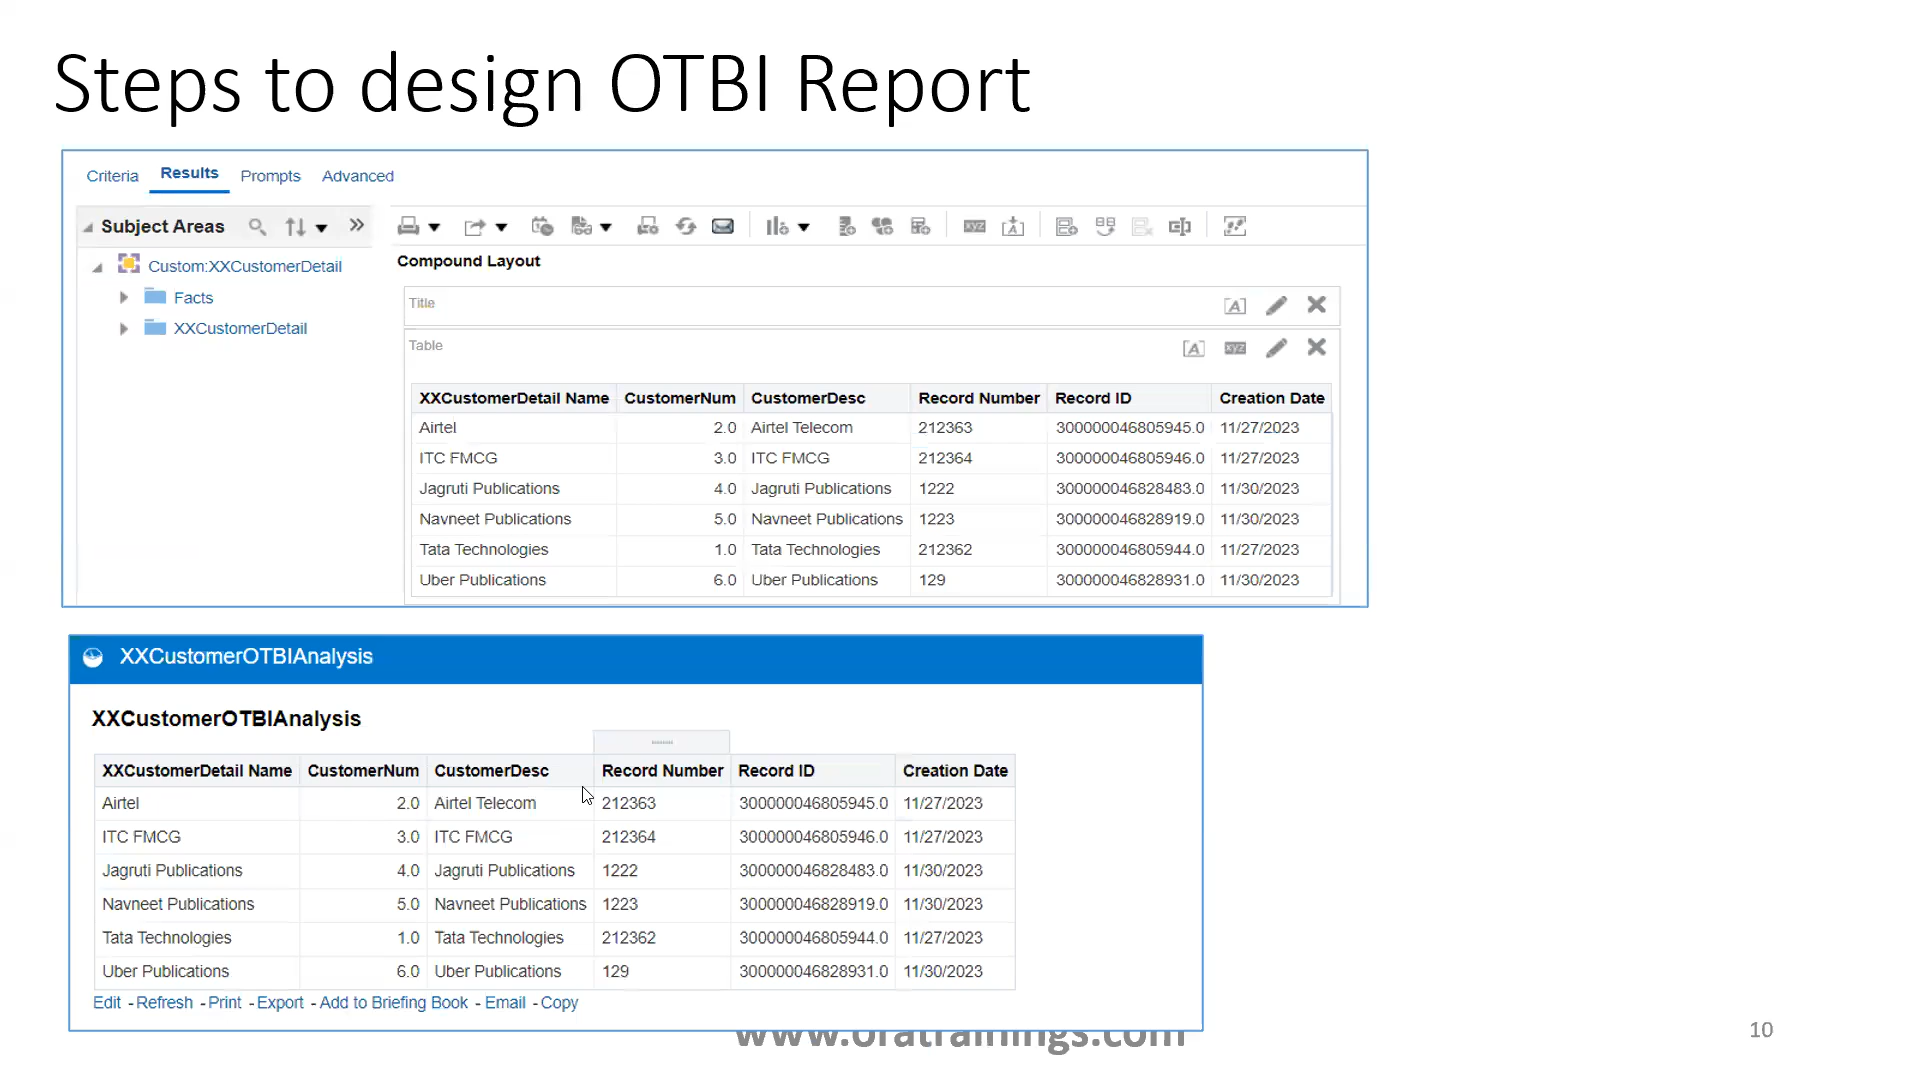 Steps to design OTBI Report
Criteria Results Prompts Advanced
Subject Areas
Custom:XXCustomerDetail
Facts
XXCustomerDetail
Compound Layout
Title
Table
XXCustomerDetail Name CustomerNum CustomerDesc Record Number Record ID Creation Date
Airtel 2.0 Airtel Telecom 212363 300000046805945.0 11/27/2023
ITC FMCG 3.0 ITC FMCG 212364 300000046805946.0 11/27/2023
Jagruti Publications 4.0 Jagruti Publications 1222 300000046828483.0 11/30/2023
Navneet Publications 5.0 Navneet Publications 1223 300000046828919.0 11/30/2023
Tata Technologies 1.0 Tata Technologies 212362 300000046805944.0 11/27/2023
Uber Publications 6.0 Uber Publications 129 300000046828931.0 11/30/2023
XXCustomerOTBIAnalysis
XXCustomerOTBIAnalysis
XXCustomerDetail Name CustomerNum CustomerDesc Record Number Record ID Creation Date
Airtel 2.0 Airtel Telecom 212363 300000046805945.0 11/27/2023
ITC FMCG 3.0 ITC FMCG 212364 300000046805946.0 11/27/2023
Jagruti Publications 4.0 Jagruti Publications 1222 300000046828483.0 11/30/2023
Navneet Publications 5.0 Navneet Publications 1223 300000046828919.0 11/30/2023
Tata Technologies 1.0 Tata Technologies 212362 300000046805944.0 11/27/2023
Uber Publications 6.0 Uber Publications 129 300000046828931.0 11/30/2023
Edit - Refresh - Print - Export - Add to Briefing Book - Email - Copy
www.oratrainings.com
10